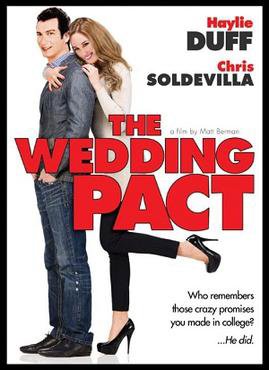 Haylie
DUFF
Chris
SOLDEVILLA
THE
a film by Matt Berman
WEDDING
PACT
Who remembers
those crazy promises
you made in college?
...He did.